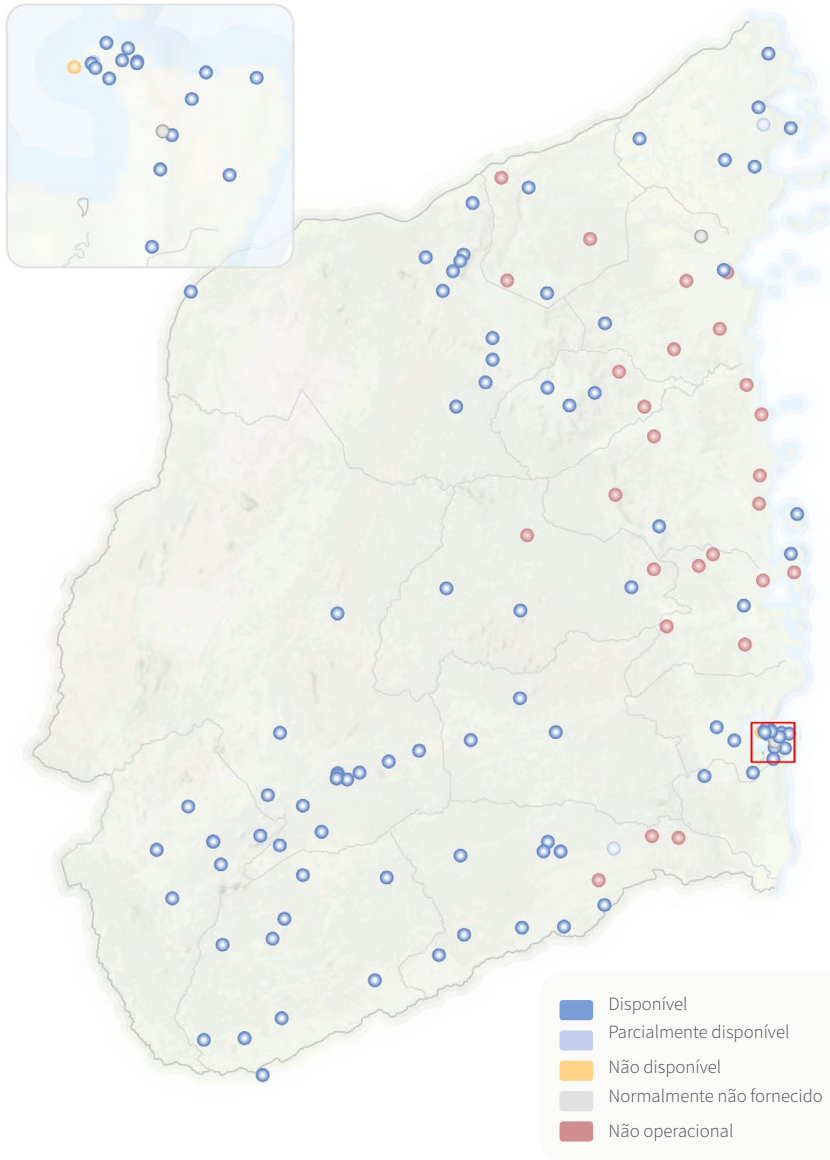 Disponível
Parcialmente disponível
Não disponível
Normalmente não fornecido
Não operacional